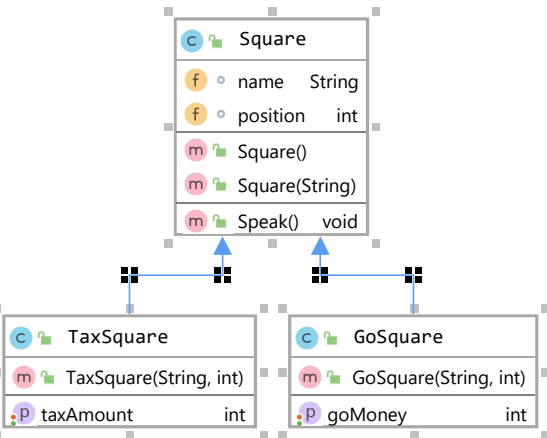 c Square
f name String
f position int
m Square()
m Square(String)
m Speak() void
c TaxSquare
m TaxSquare(String, int)
p taxAmount int
c GoSquare
m GoSquare(String, int)
p goMoney int